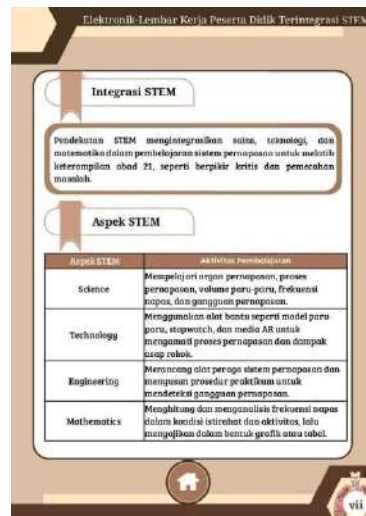 Elektronik-Lembar Kerja Peserta Didik Terintegrasi STEM
Integrasi STEM
Pendekatan STEM mengintegrasikan sains, teknologi, dan
matematika dalam pembelajaran sistem pernapasan untuk melatih
keterampilan abad 21, seperti berpikir kritis dan pemecahan
masalah.
Aspek STEM
Aspek STEM Aktivitas Pembelajaran
Science
Mempelajari organ pernapasan, proses
pernapasan, volume paru-paru, frekuensi
napas, dan gangguan pernapasan.
Technology
Menggunakan alat bantu seperti model paru-
paru, stopwatch, dan media AR untuk
mengamati proses pernapasan dan dampak
asap rokok.
Engineering
Merancang alat peraga sistem pernapasan dan
menyusun prosedur praktikum untuk
mendeteksi gangguan pernapasan.
Mathematics
Menghitung dan menganalisis frekuensi napas
dalam kondisi istirahat dan aktivitas, lalu
menyajikan dalam bentuk grafik atau tabel.
vii